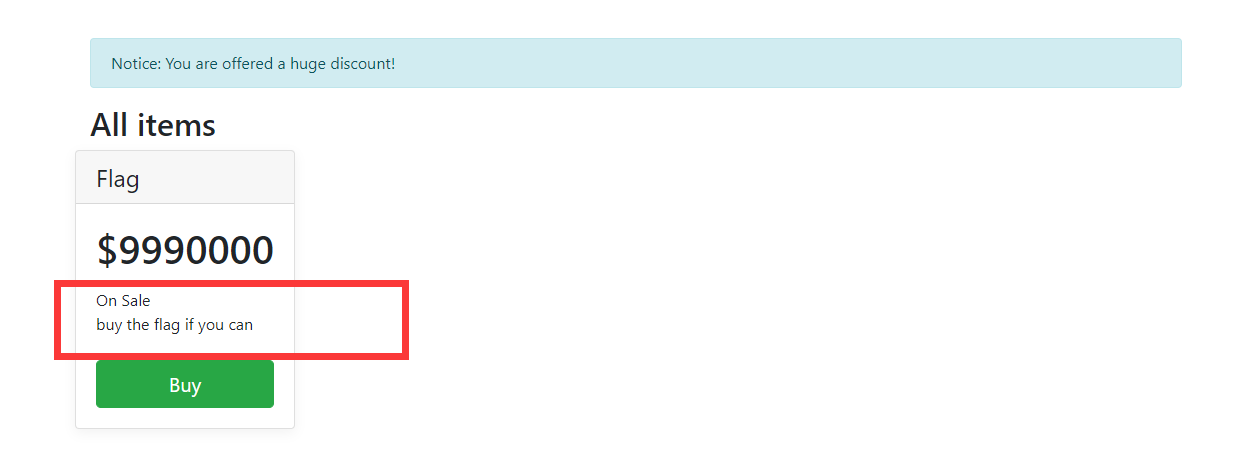 Notice: You are offered a huge discount!
All items
Flag
$9990000
On Sale
buy the flag if you can
Buy